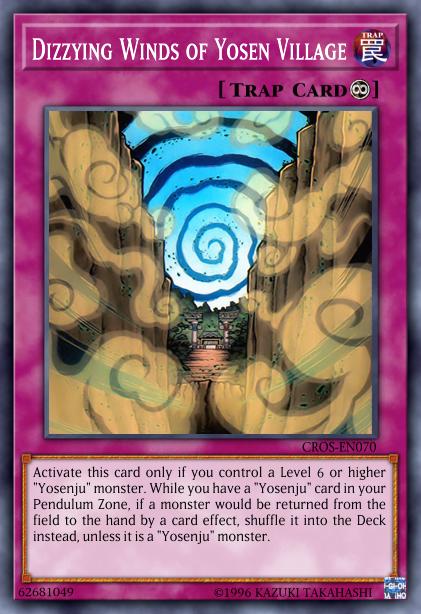 DIZZYING WINDS OF YOSEN VILLAGE
TRAP
罠
[TRAP CARD]
CROS-EN070
Activate this card only if you control a Level 6 or higher
"Yosenju" monster. While you have a "Yosenju" card in your
Pendulum Zone, if a monster would be returned from the
field to the hand by a card effect, shuffle it into the Deck
instead, unless it is a "Yosenju" monster.
62681049
©1996 KAZUKI TAKAHASHI